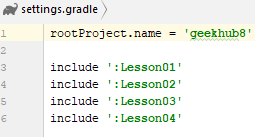 settings.gradle
1 rootProject.name = 'geekhub8'
2
3 include ':Lesson01'
4 include ':Lesson02'
5 include ':Lesson03'
6 include ':Lesson04'